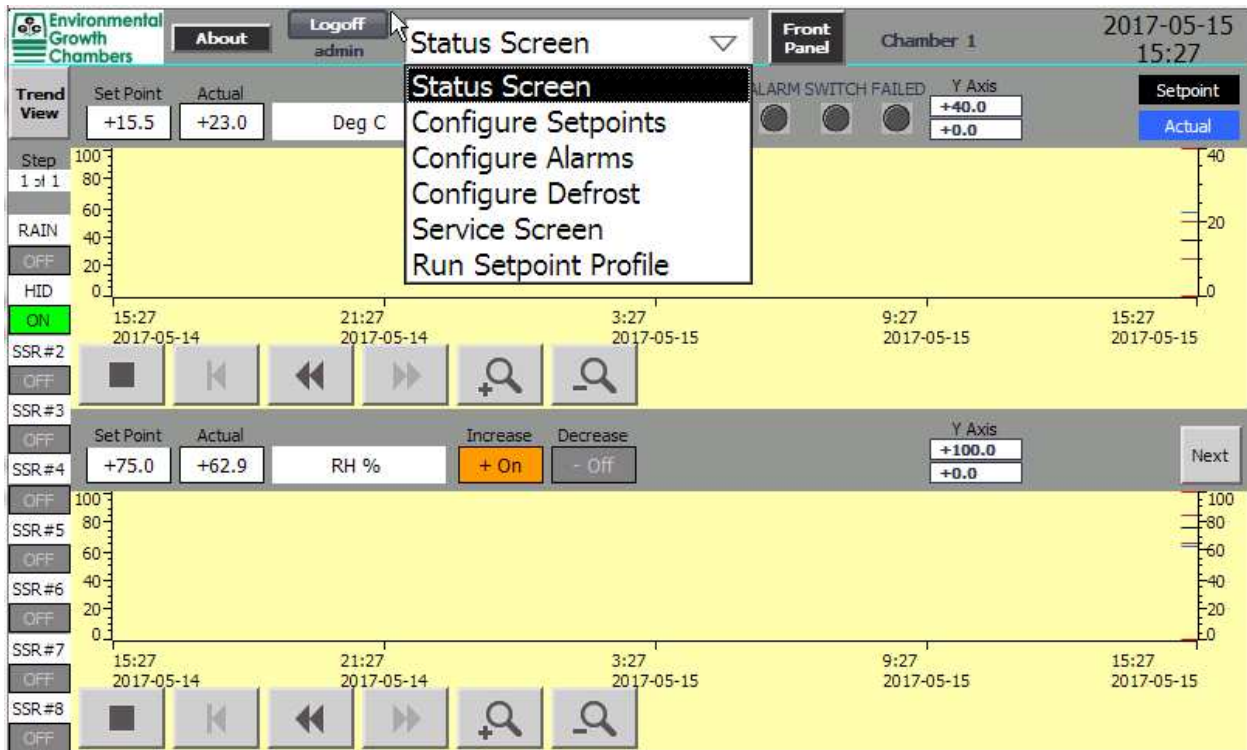 Environmental
Growth
Chambers
About
Logoff
admin
Status Screen
Front
Panel
Chamber 1
2017-05-15
15:27
Status Screen
Configure Setpoints
Configure Alarms
Configure Defrost
Service Screen
Run Setpoint Profile
Trend
View
Set Point Actual
+15.5 +23.0 Deg C
SWITCH FAILED
Y Axis
+40.0
+0.0
Setpoint
Actual
Step
1 of 1
RAIN
OFF
HID
ON
SSR#2
OFF
SSR#3
OFF
SSR#4
OFF
SSR#5
OFF
SSR#6
OFF
SSR#7
OFF
SSR#8
OFF
100
80
60
40
20
0
40
20
0
15:27 21:27 3:27 9:27 15:27
2017-05-14 2017-05-14 2017-05-15 2017-05-15 2017-05-15
Set Point Actual Increase Decrease
+75.0 +62.9 RH % + On - Off
Y Axis
+100.0
+0.0
Next
100
80
60
40
20
0
100
80
60
40
20
0
15:27 21:27 3:27 9:27 15:27
2017-05-14 2017-05-14 2017-05-15 2017-05-15 2017-05-15